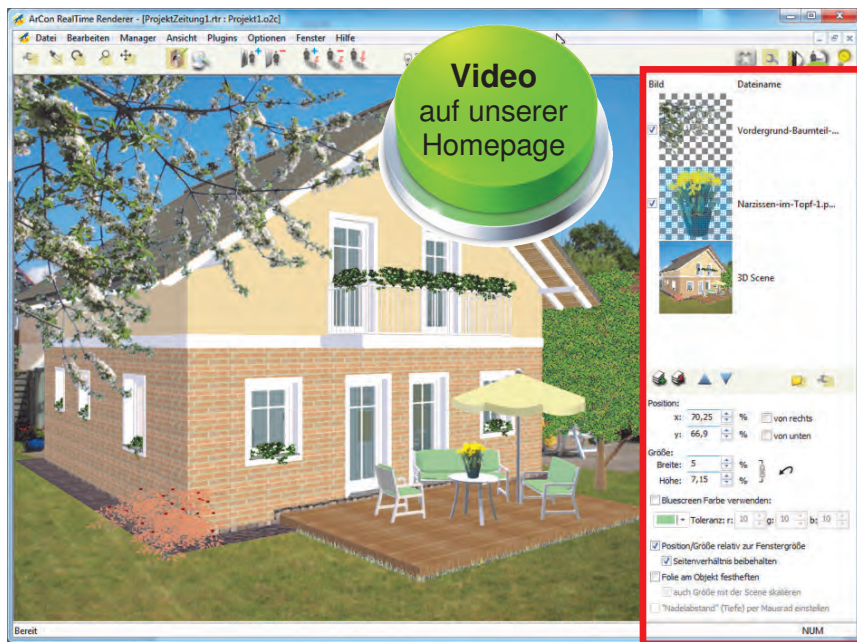 ArCon RealTime Renderer - [ProjektZeitung1.rtr : Projekt1.o2c]
Datei Bearbeiten Manager Ansicht Plugins Optionen Fenster Hilfe
Video
auf unserer
Homepage
Bild Dateiname
Vordergrund-Baumteil-...
Narzissen-im-Topf-1.p...
3D Scene
Position:
x: 70,25 % von rechts
y: 66,9 % von unten
Größe:
Breite: 5 %
Höhe: 7,15 %
Bluescreen Farbe verwenden:
Toleranz: r: 10 g: 10 b: 10
Position/Größe relativ zur Fenstergröße
Seitenverhältnis beibehalten
Folie am Objekt festheften
auch Größe mit der Scene skalieren
"Nadelabstand" (Tiefe) per Mausrad einstellen
Bereit NUM